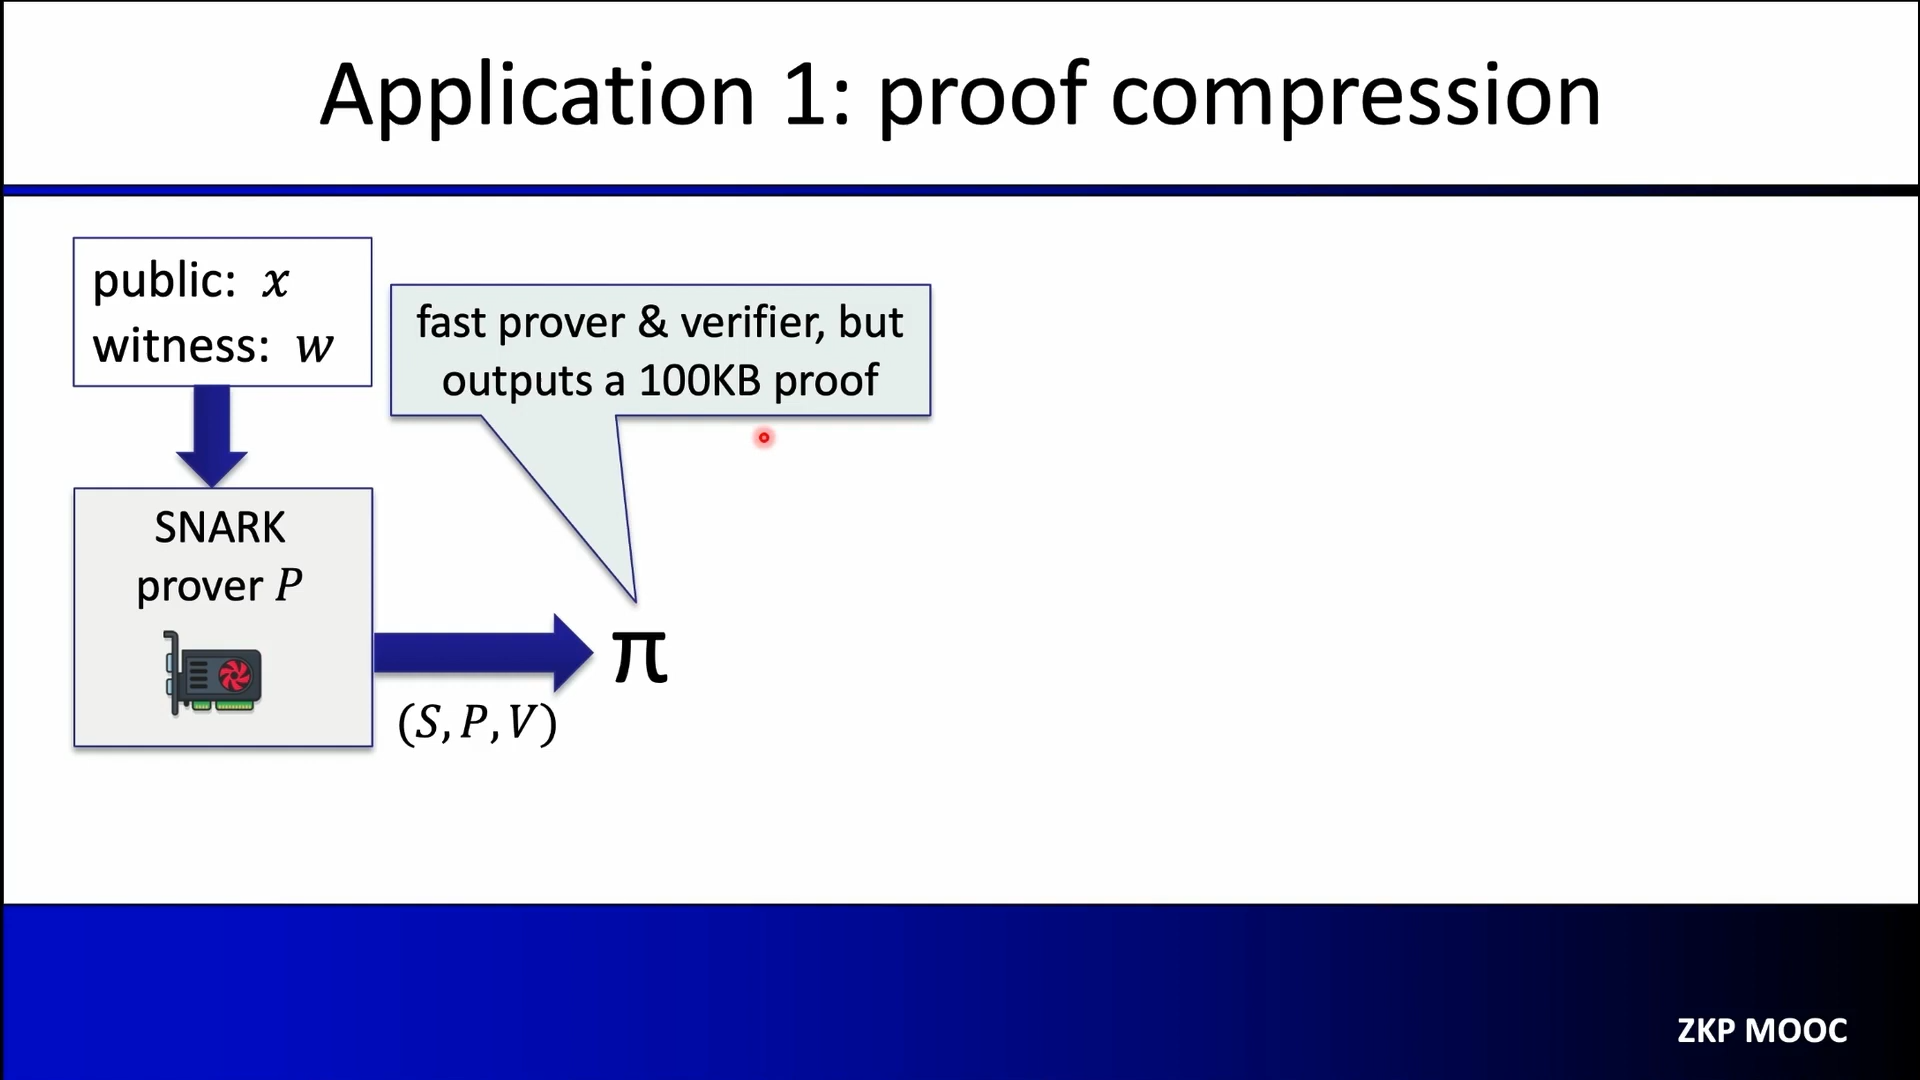 Application 1: proof compression
public: x
witness: w
fast prover & verifier, but
outputs a 100KB proof
SNARK
prover P
π
(S, P, V)
ZKP MOOC